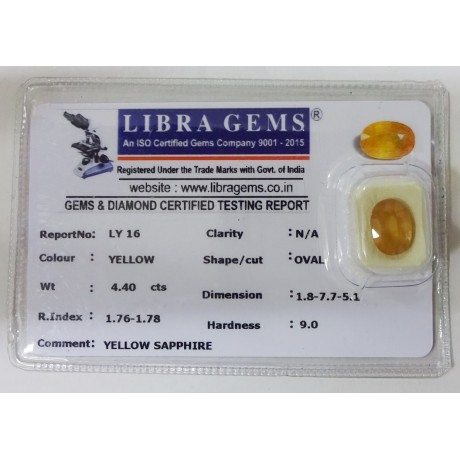 LIBRA GEMS ®
An ISO Certified Gems Company 9001 - 2015
Registered Under the Trade Marks with Govt. of India
website : www.libragems.co.in
GEMS & DIAMOND CERTIFIED TESTING REPORT
ReportNo: LY 16 Clarity : N/A
Colour : YELLOW Shape/cut : OVAL
Wt : 4.40 cts Dimension : 1.8-7.7-5.1
R.Index : 1.76-1.78 Hardness : 9.0
Comment: YELLOW SAPPHIRE